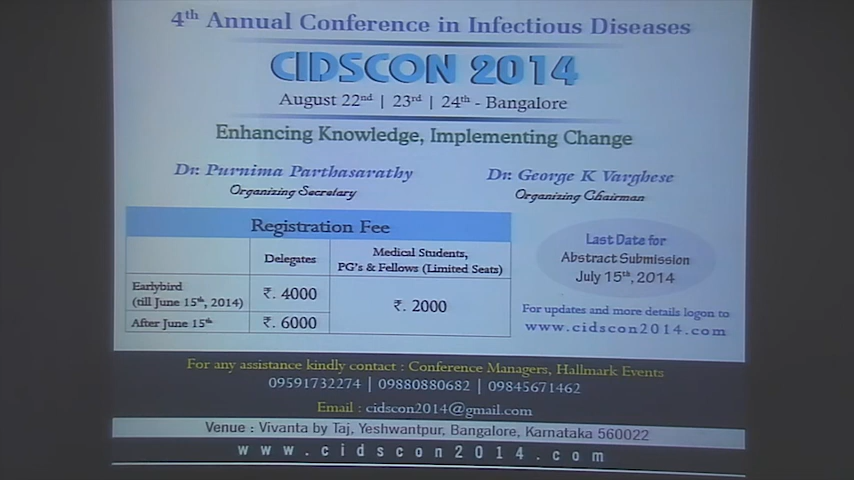 4th Annual Conference in Infectious Diseases
CIDSCON 2014
August 22nd | 23rd | 24th - Bangalore
Enhancing Knowledge, Implementing Change
Dr. Purnima Parthasarathy
Organizing Secretary
Dr. George K Varghese
Organizing Chairman
Registration Fee
Delegates
Medical Students,
PG's & Fellows (Limited Seats)
Earlybird
(till June 15th, 2014)
₹. 4000
₹. 2000
After June 15th
₹. 6000
Last Date for
Abstract Submission
July 15th, 2014
For updates and more details logon to
www.cidscon2014.com
For any assistance kindly contact : Conference Managers, Hallmark Events
09591732274 | 09880880682 | 09845671462
Email : cidscon2014@gmail.com
Venue : Vivanta by Taj, Yeshwantpur, Bangalore, Karnataka 560022
www.cidscon2014.com